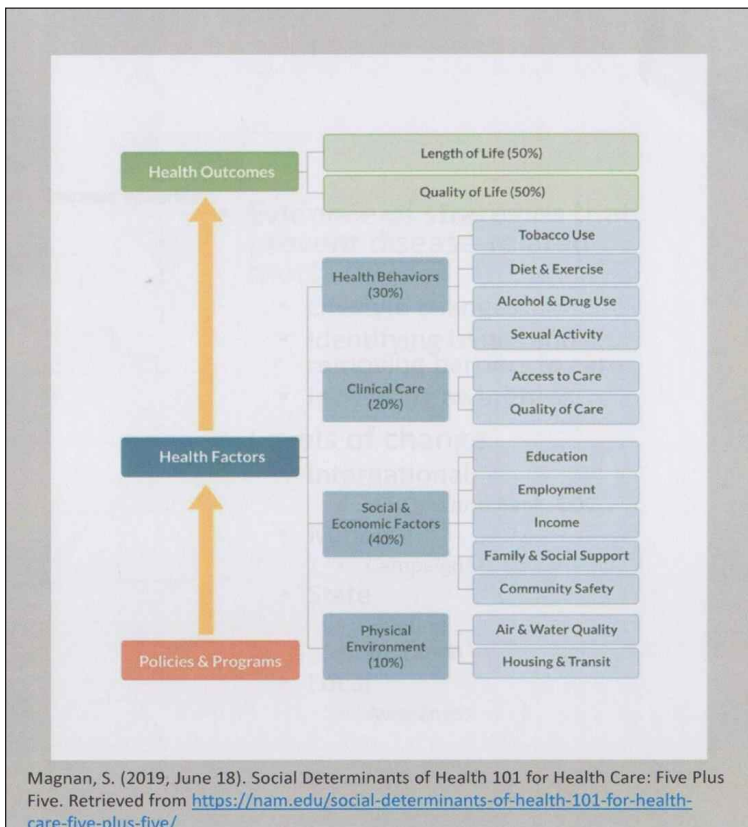 Health Outcomes
Length of Life (50%)
Quality of Life (50%)
Health Behaviors
(30%)
Tobacco Use
Diet & Exercise
Alcohol & Drug Use
Sexual Activity
Clinical Care
(20%)
Access to Care
Quality of Care
Health Factors
Social &
Economic Factors
(40%)
Education
Employment
Income
Family & Social Support
Community Safety
Physical
Environment
(10%)
Air & Water Quality
Housing & Transit
Policies & Programs
Magnan, S. (2019, June 18). Social Determinants of Health 101 for Health Care: Five Plus
Five. Retrieved from https://nam.edu/social-determinants-of-health-101-for-health-
care-five-plus-five/